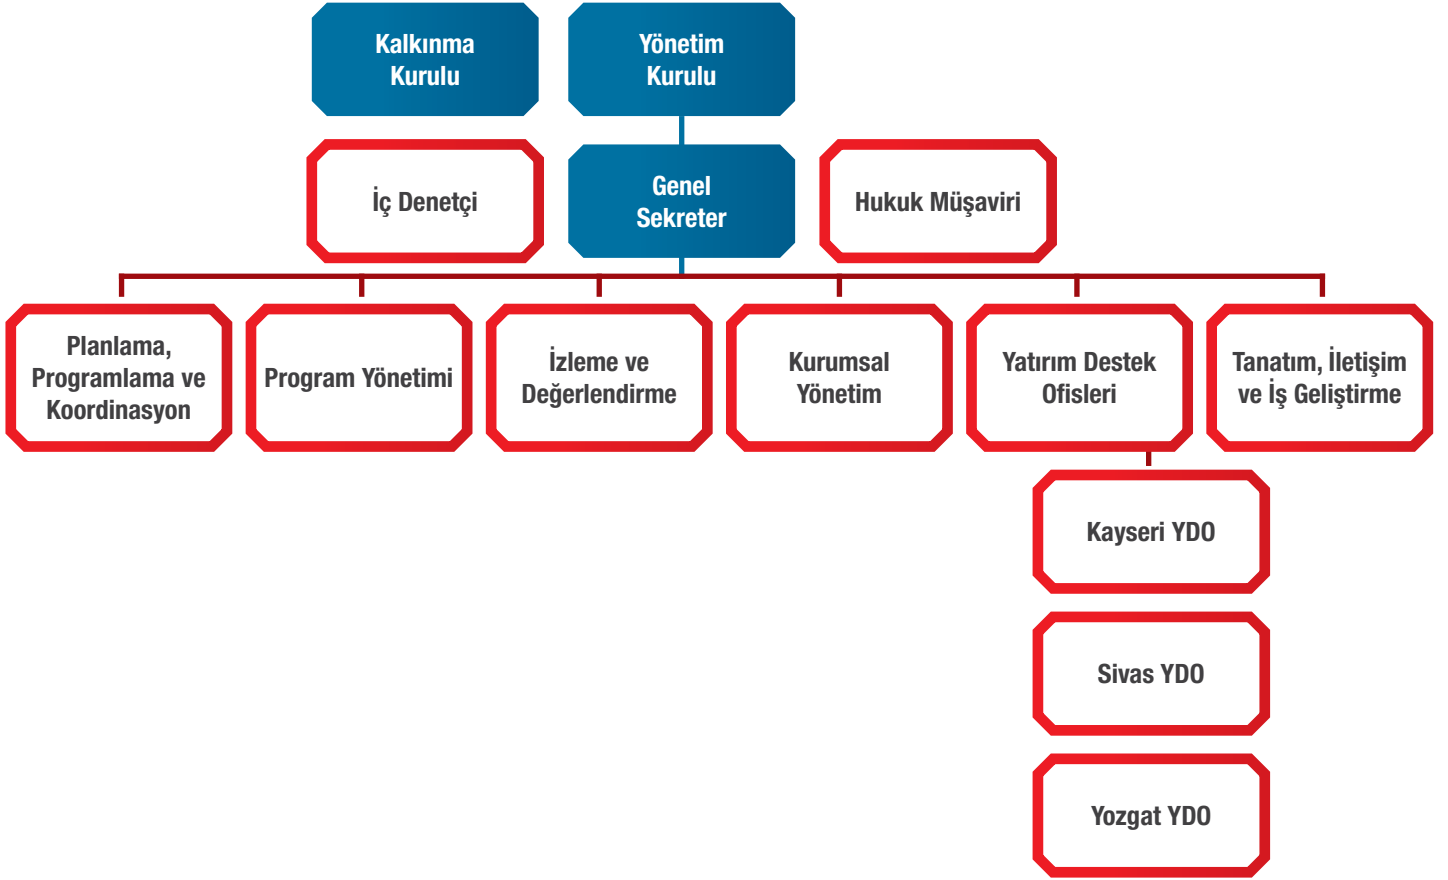 Kalkınma
Kurulu
Yönetim
Kurulu
İç Denetçi
Genel
Sekreter
Hukuk Müşaviri
Planlama,
Programlama ve
Koordinasyon
Program Yönetimi
İzleme ve
Değerlendirme
Kurumsal
Yönetim
Yatırım Destek
Ofisleri
Tanatım, İletişim
ve İş Geliştirme
Kayseri YDO
Sivas YDO
Yozgat YDO